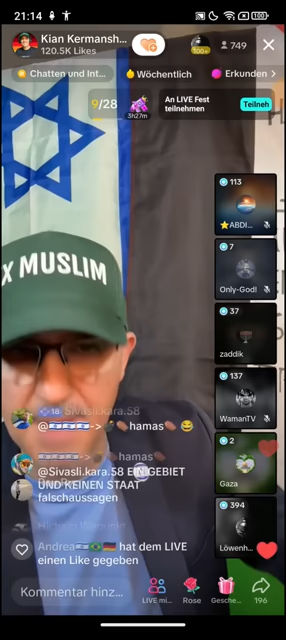 21:14
100
Kian Kermansh...
120.5K Likes
100+
749
Chatten und Int...
Wöchentlich
Erkunden >
9/28
3h27m
An LIVE Fest
teilnehmen
Teilneh
X MUSLIM
113
⭐ABDI...
7
Only-God!
37
zaddik
137
WamanTV
2
Gaza
394
Löwenh...
18 Sivasli.kara.58
hamas
hamas
@Sivasli.kara.58 EIN GEBIET
UND KEINEN STAAT
falschaussagen
Andrea🇮🇱🇧🇷🇩🇪 hat dem LIVE
einen Like gegeben
Kommentar hinz...
LIVE mi...
Rose
Gesche...
196